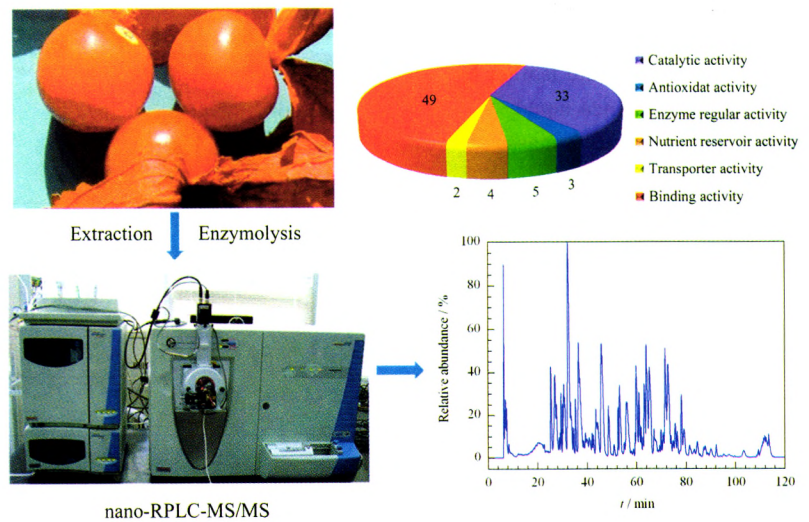 49
33
2
4
5
3
Catalytic activity
Antioxidat activity
Enzyme regular activity
Nutrient reservoir activity
Transporter activity
Binding activity
Extraction
Enzymolysis
nano-RPLC-MS/MS
Relative abundance / %
100
80
60
40
20
0
0
20
40
60
80
100
120
t / min